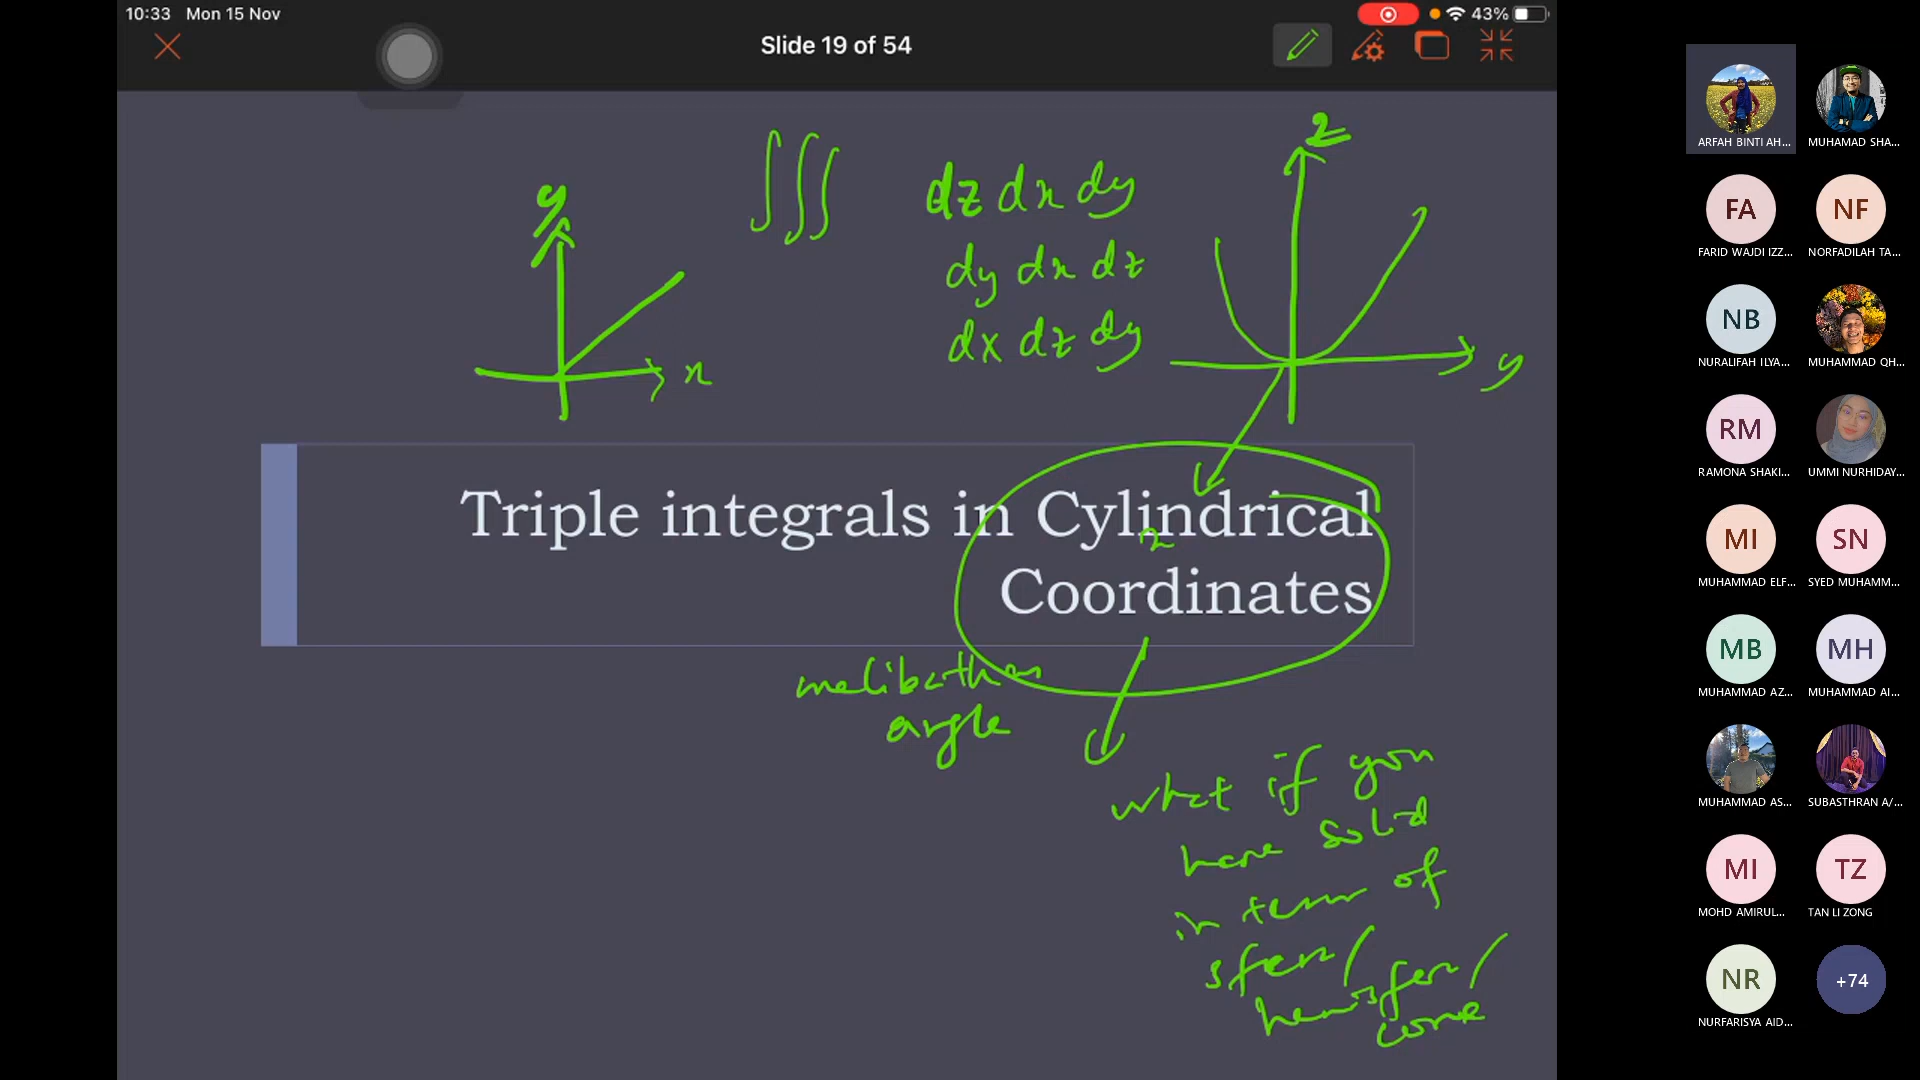 10:33 Mon 15 Nov
43%
Slide 19 of 54
z
y
∫∫∫
dz dx dy
dy dx dz
dx dz dy
x
y
Triple integrals in Cylindrical
Coordinates
melibatkan
angle
what if you
have solid
in term of
sfera/
hemisfera/
cone
ARFAH BINTI AH...
MUHAMAD SHA...
FA
NF
FARID WAJDI IZZ...
NORFADILAH TA...
NB
NURALIFAH ILYA...
MUHAMMAD QH...
RM
RAMONA SHAKI...
UMMI NURHIDAY...
MI
SN
MUHAMMAD ELF...
SYED MUHAMM...
MB
MH
MUHAMMAD AZ...
MUHAMMAD AI...
MUHAMMAD AS...
SUBASTHRAN A/...
MI
TZ
MOHD AMIRUL...
TAN LI ZONG
NR
+74
NURFARISYA AID...